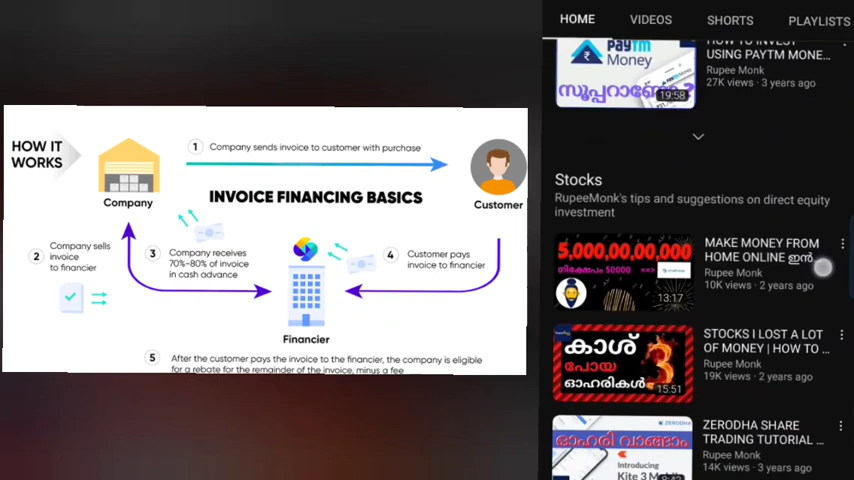 HOW IT
WORKS
1 Company sends invoice to customer with purchase
Company
INVOICE FINANCING BASICS
Customer
2 Company sells
invoice
to financier
3 Company receives
70%–80% of invoice
in cash advance
4 Customer pays
invoice to financier
Financier
5 After the customer pays the invoice to the financier, the company is eligible
for a rebate for the remainder of the invoice, minus a fee
HOME VIDEOS SHORTS PLAYLISTS
paytm
Money
സൂപ്പറാണോ?
19:58
HOW TO INVEST
USING PAYTM MONE...
Rupee Monk
27K views · 3 years ago
Stocks
RupeeMonk's tips and suggestions on direct equity
investment
5,000,00,00,000
നിക്ഷേപം 50000
13:17
MAKE MONEY FROM
HOME ONLINE ഇൻ...
Rupee Monk
10K views · 2 years ago
കാശ്
പോയ 3
ഓഹരികൾ
15:51
STOCKS I LOST A LOT
OF MONEY | HOW TO ...
Rupee Monk
19K views · 2 years ago
ZERODHA
ഓഹരി വാങ്ങാം
Introducing
8:42
ZERODHA SHARE
TRADING TUTORIAL ...
Rupee Monk
14K views · 3 years ago